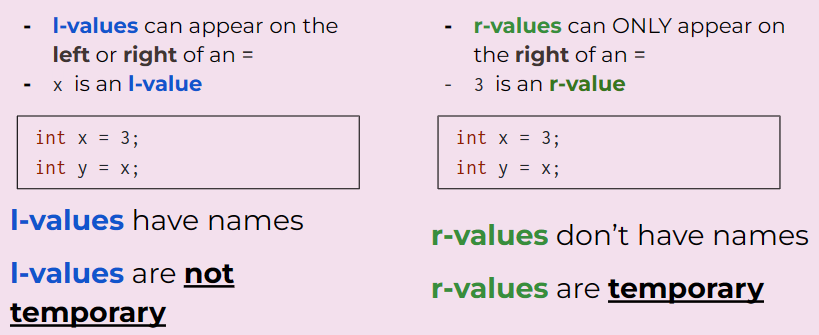 - l-values can appear on the
left or right of an =
- x is an l-value
int x = 3;
int y = x;
l-values have names
l-values are not
temporary
- r-values can ONLY appear on
the right of an =
- 3 is an r-value
int x = 3;
int y = x;
r-values don’t have names
r-values are temporary